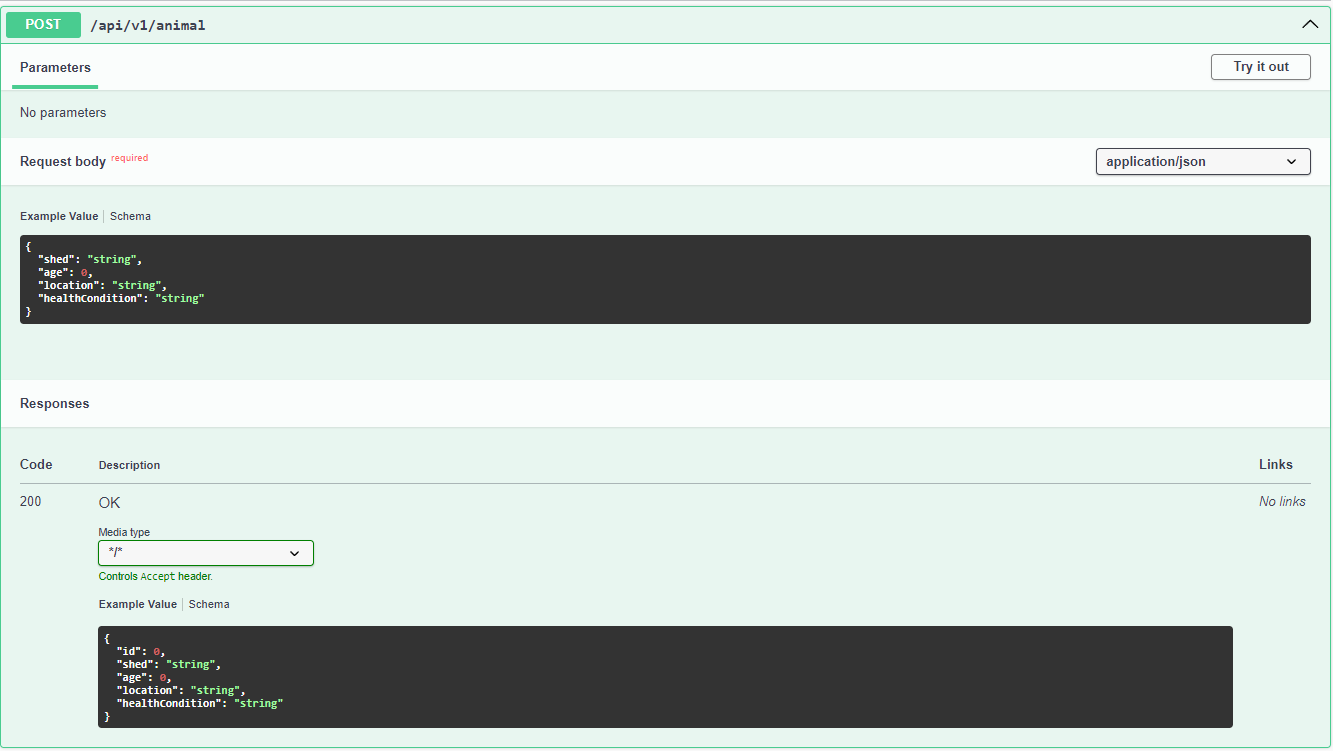 POST /api/v1/animal
Parameters
Try it out
No parameters
Request body required
application/json
Example Value Schema
{
  "shed": "string",
  "age": 0,
  "location": "string",
  "healthCondition": "string"
}
Responses
Code Description Links
200 OK No links
Media type
*/*
Controls Accept header.
Example Value Schema
{
  "id": 0,
  "shed": "string",
  "age": 0,
  "location": "string",
  "healthCondition": "string"
}